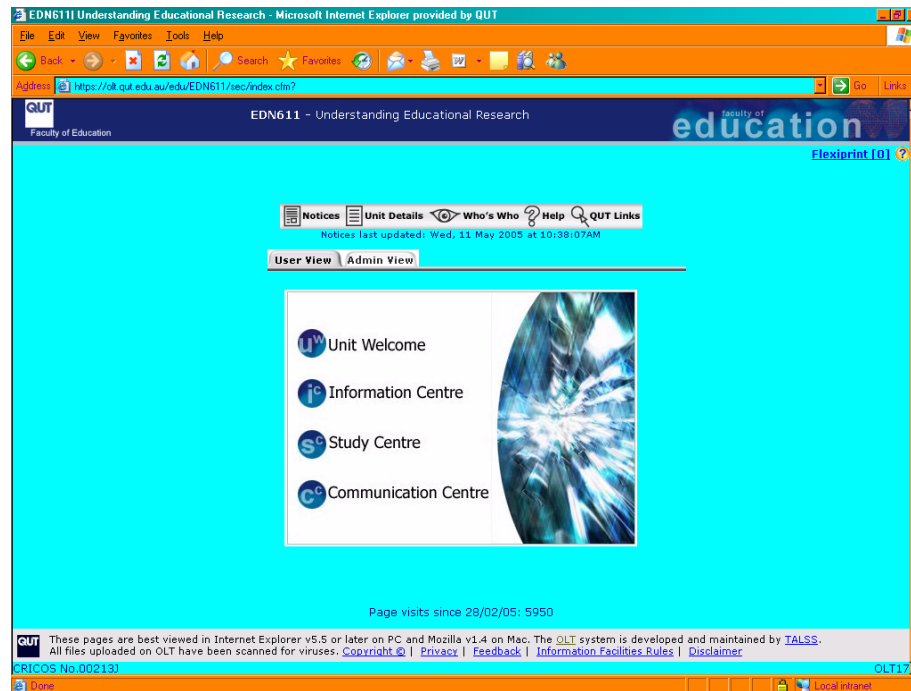 EDN611| Understanding Educational Research - Microsoft Internet Explorer provided by QUT
File Edit View Favorites Tools Help
Back Search Favorites
Address https://olt.qut.edu.au/edu/EDN611/sec/index.cfm? Go Links
QUT
Faculty of Education
EDN611 - Understanding Educational Research
faculty of
education
Flexiprint [0] ?
Notices Unit Details Who's Who Help QUT Links
Notices last updated: Wed, 11 May 2005 at 10:38:07AM
User View Admin View
uw Unit Welcome
ic Information Centre
sc Study Centre
cc Communication Centre
Page visits since 28/02/05: 5950
QUT These pages are best viewed in Internet Explorer v5.5 or later on PC and Mozilla v1.4 on Mac. The OLT system is developed and maintained by TALSS.
All files uploaded on OLT have been scanned for viruses. Copyright © | Privacy | Feedback | Information Facilities Rules | Disclaimer
CRICOS No.00213J OLT17
Done Local intranet